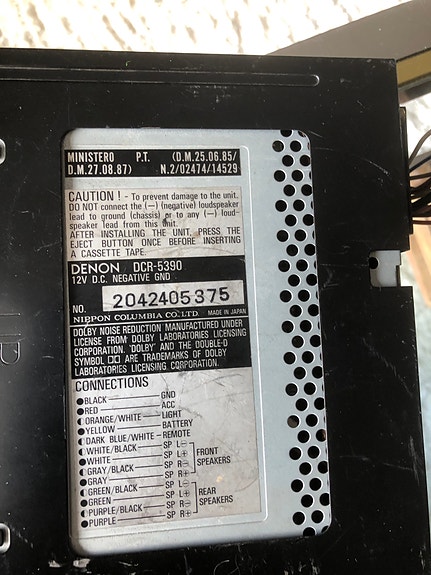 MINISTERO P.T. (D.M.25.06.85/
D.M.27.08.87) N.2/02474/14529
CAUTION! - To prevent damage to the unit,
DO NOT connect the (—) (negative) loudspeaker
lead to ground (chassis) or to any (—) loud-
speaker lead from this unit.
AFTER INSTALLING THE UNIT, PRESS THE
EJECT BUTTON ONCE BEFORE INSERTING
A CASSETTE TAPE.
DENON DCR-5390
12V D.C. NEGATIVE GND
NO. 2042405375
NIPPON COLUMBIA CO. LTD. MADE IN JAPAN
DOLBY NOISE REDUCTION MANUFACTURED UNDER
LICENSE FROM DOLBY LABORATORIES LICENSING
CORPORATION. 'DOLBY' AND THE DOUBLE-D
SYMBOL ARE TRADEMARKS OF DOLBY
LABORATORIES LICENSING CORPORATION.
CONNECTIONS
BLACK GND
RED ACC
ORANGE/WHITE LIGHT
YELLOW BATTERY
DARK BLUE/WHITE REMOTE
WHITE/BLACK SP L⊖
WHITE SP L⊕
GRAY/BLACK SP R⊖
GRAY SP R⊕
FRONT
SPEAKERS
GREEN/BLACK SP L⊖
GREEN SP L⊕
PURPLE/BLACK SP R⊖
PURPLE SP R⊕
REAR
SPEAKERS